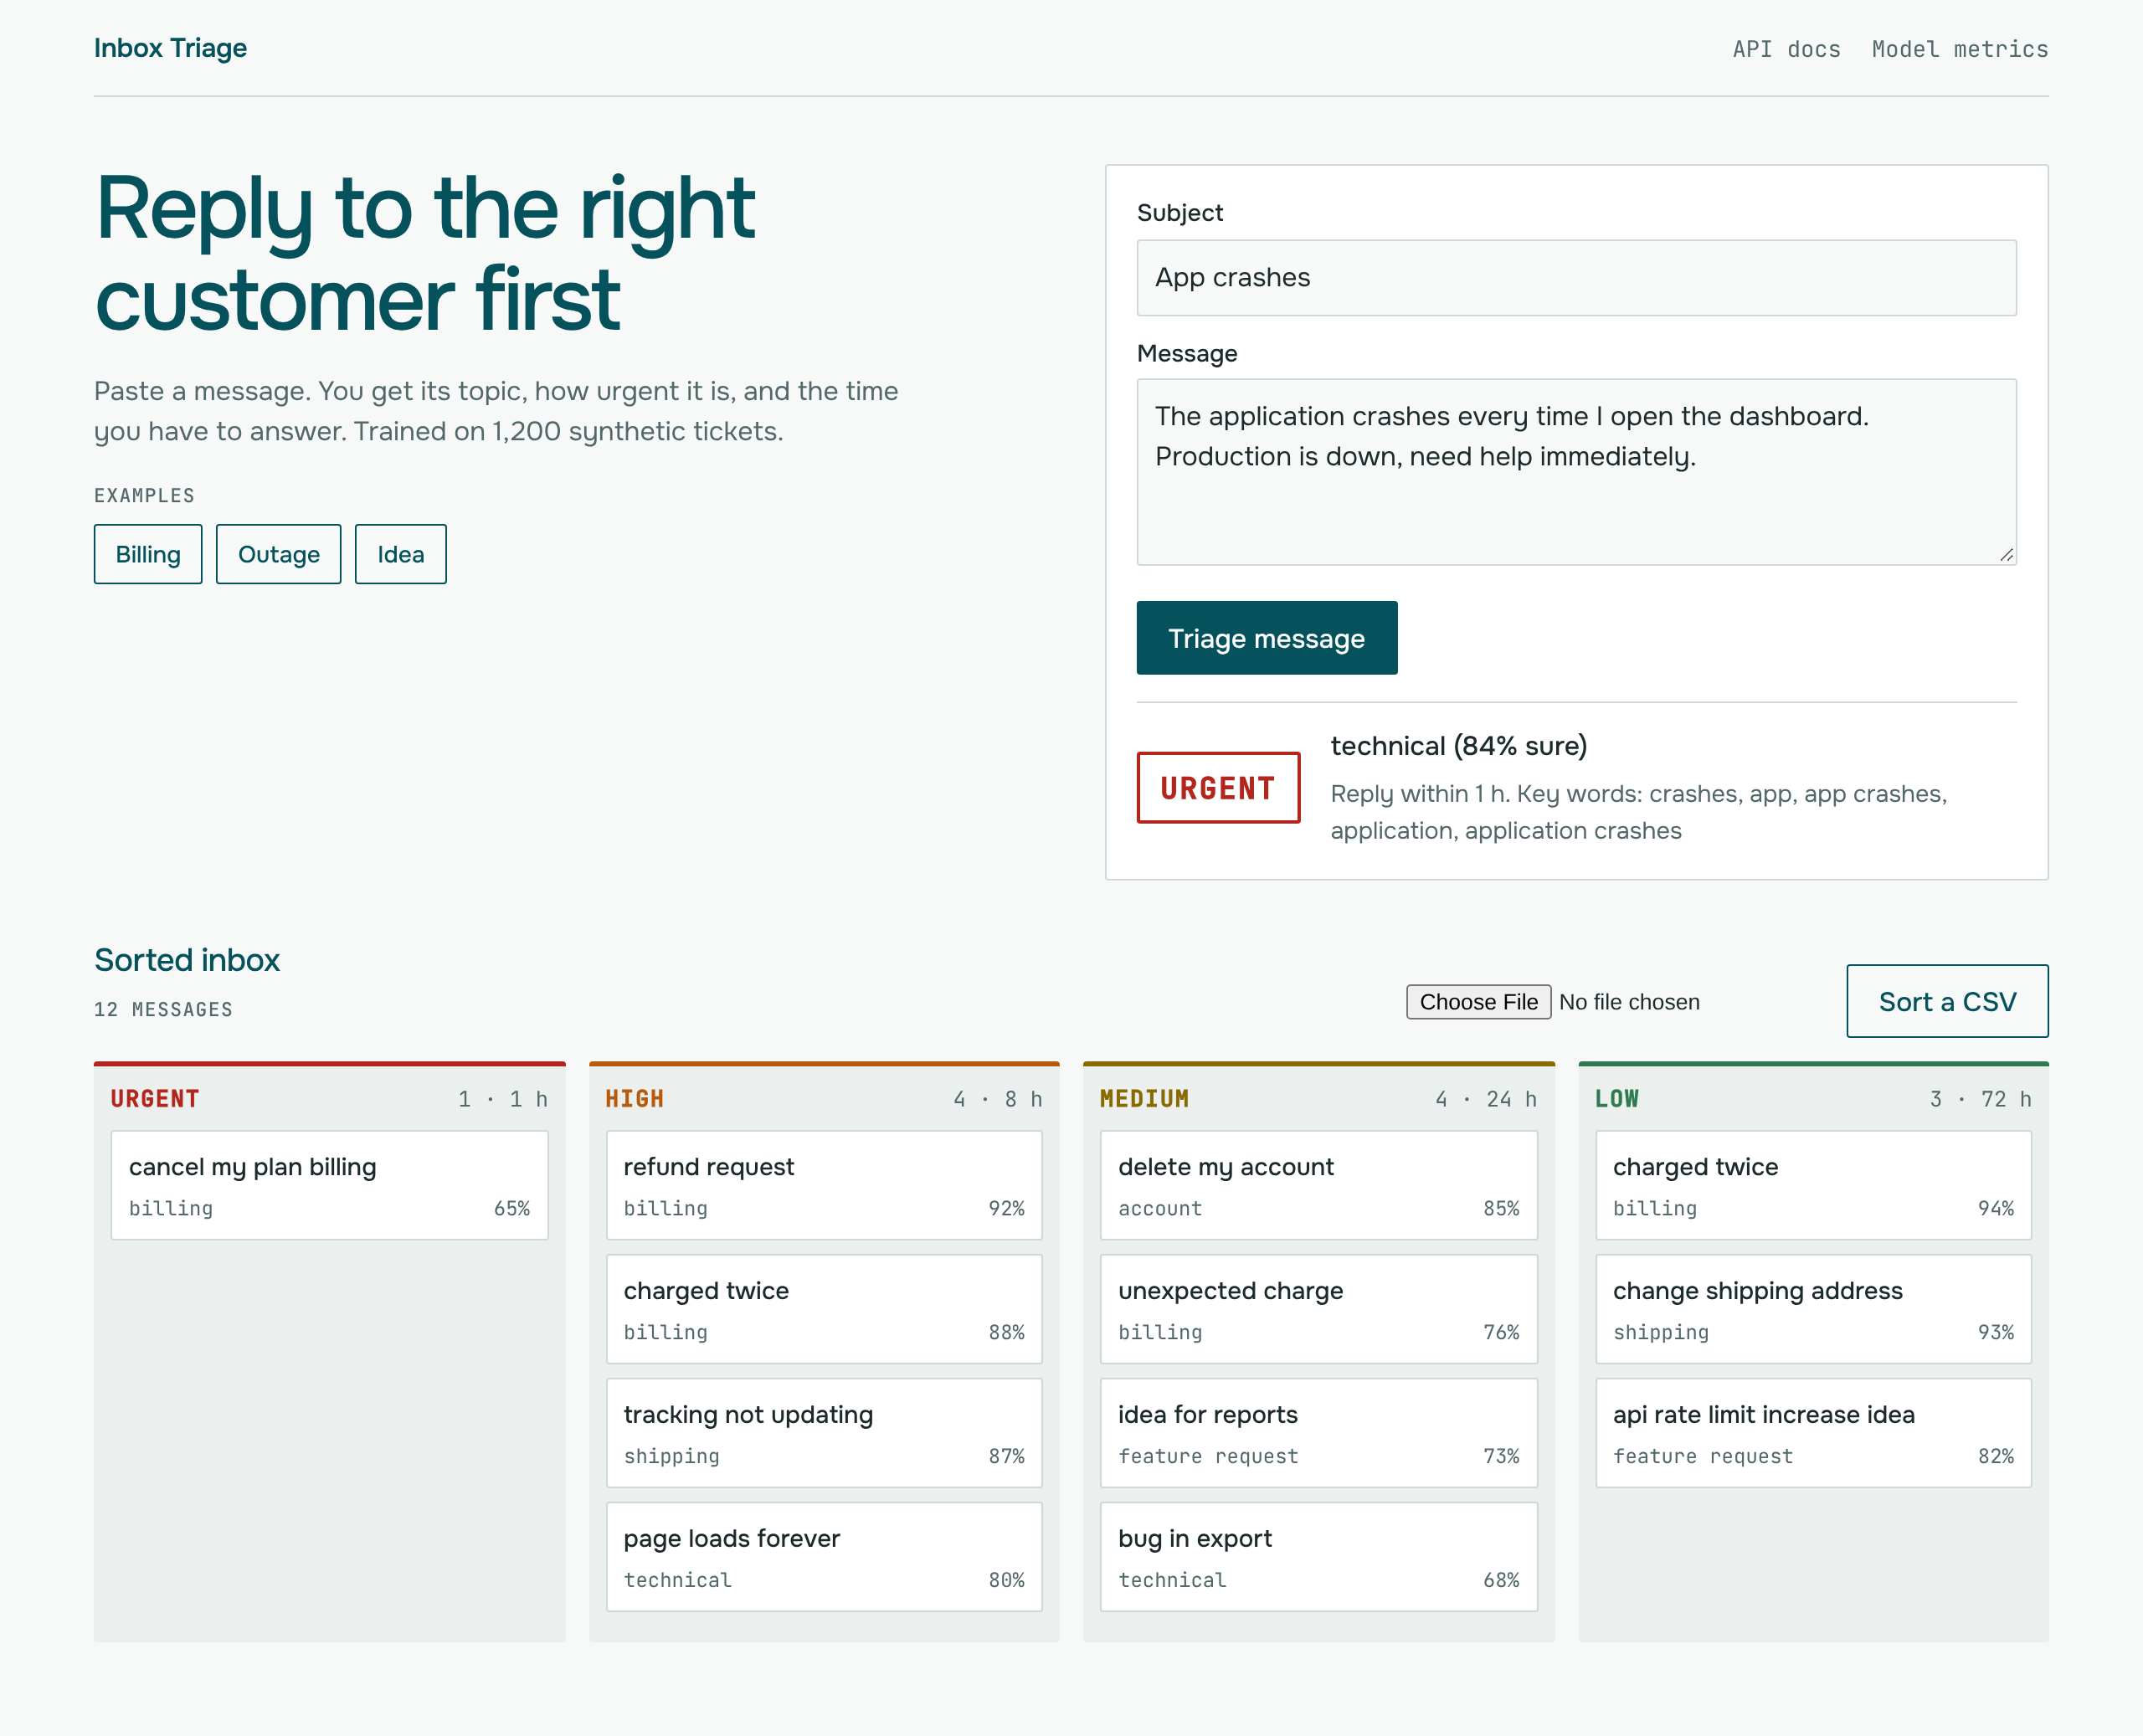 Inbox Triage
API docs
Model metrics
Reply to the right
customer first
Paste a message. You get its topic, how urgent it is, and the time
you have to answer. Trained on 1,200 synthetic tickets.
EXAMPLES
Billing
Outage
Idea
Subject
App crashes
Message
The application crashes every time I open the dashboard.
Production is down, need help immediately.
Triage message
URGENT
technical (84% sure)
Reply within 1 h. Key words: crashes, app, app crashes,
application, application crashes
Sorted inbox
12 MESSAGES
Choose File No file chosen
Sort a CSV
URGENT 1 · 1 h
cancel my plan billing
billing 65%
HIGH 4 · 8 h
refund request
billing 92%
charged twice
billing 88%
tracking not updating
shipping 87%
page loads forever
technical 80%
MEDIUM 4 · 24 h
delete my account
account 85%
unexpected charge
billing 76%
idea for reports
feature request 73%
bug in export
technical 68%
LOW 3 · 72 h
charged twice
billing 94%
change shipping address
shipping 93%
api rate limit increase idea
feature request 82%